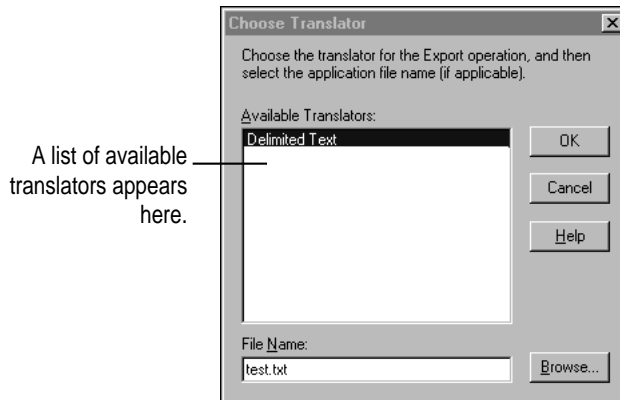 Choose Translator
Choose the translator for the Export operation, and then
select the application file name (if applicable).
Available Translators:
Delimited Text
OK
A list of available
translators appears
here.
Cancel
Help
File Name:
test.txt
Browse...